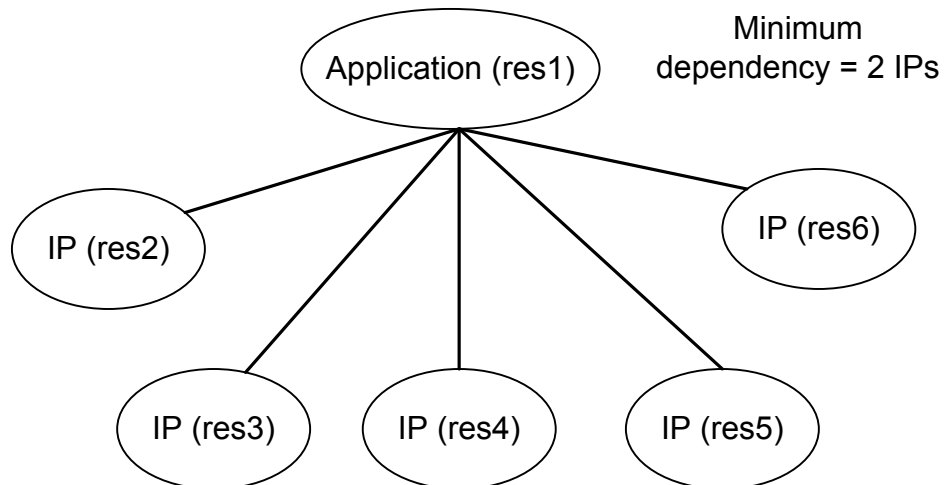 Application (res1)
Minimum
dependency = 2 IPs
IP (res2)
IP (res6)
IP (res3)
IP (res4)
IP (res5)